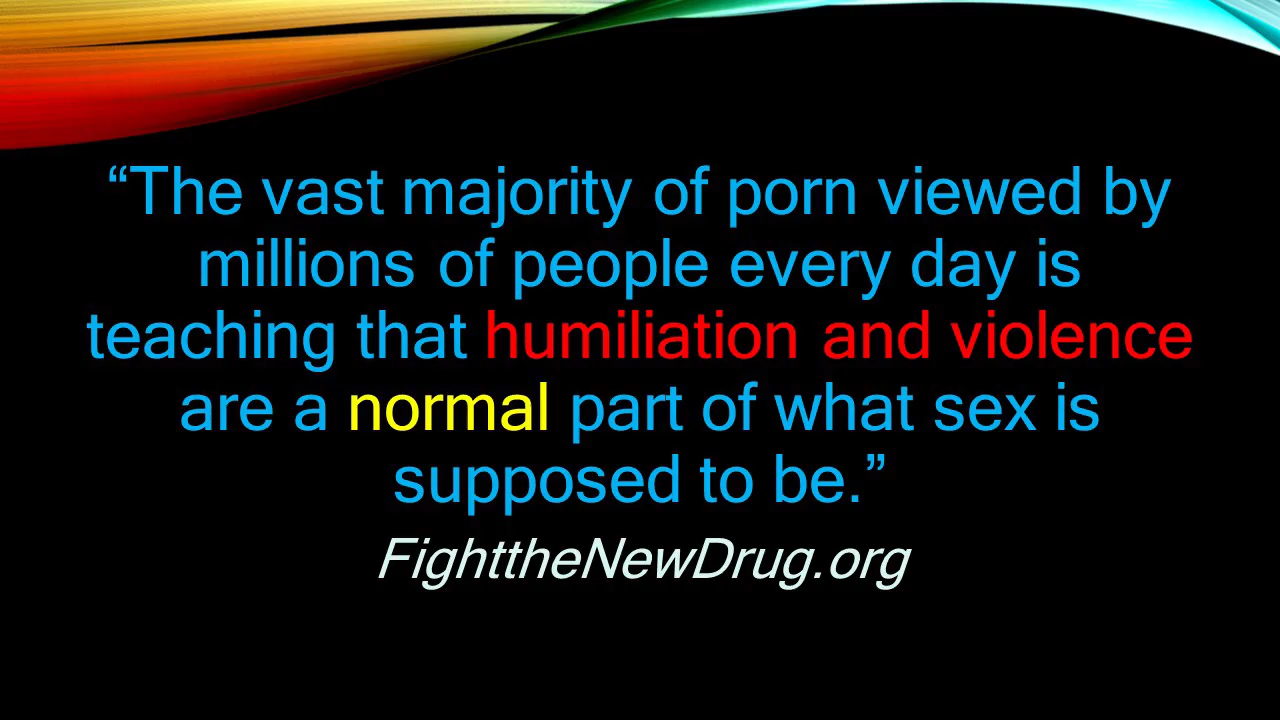 “The vast majority of porn viewed by
millions of people every day is
teaching that humiliation and violence
are a normal part of what sex is
supposed to be.”
FighttheNewDrug.org